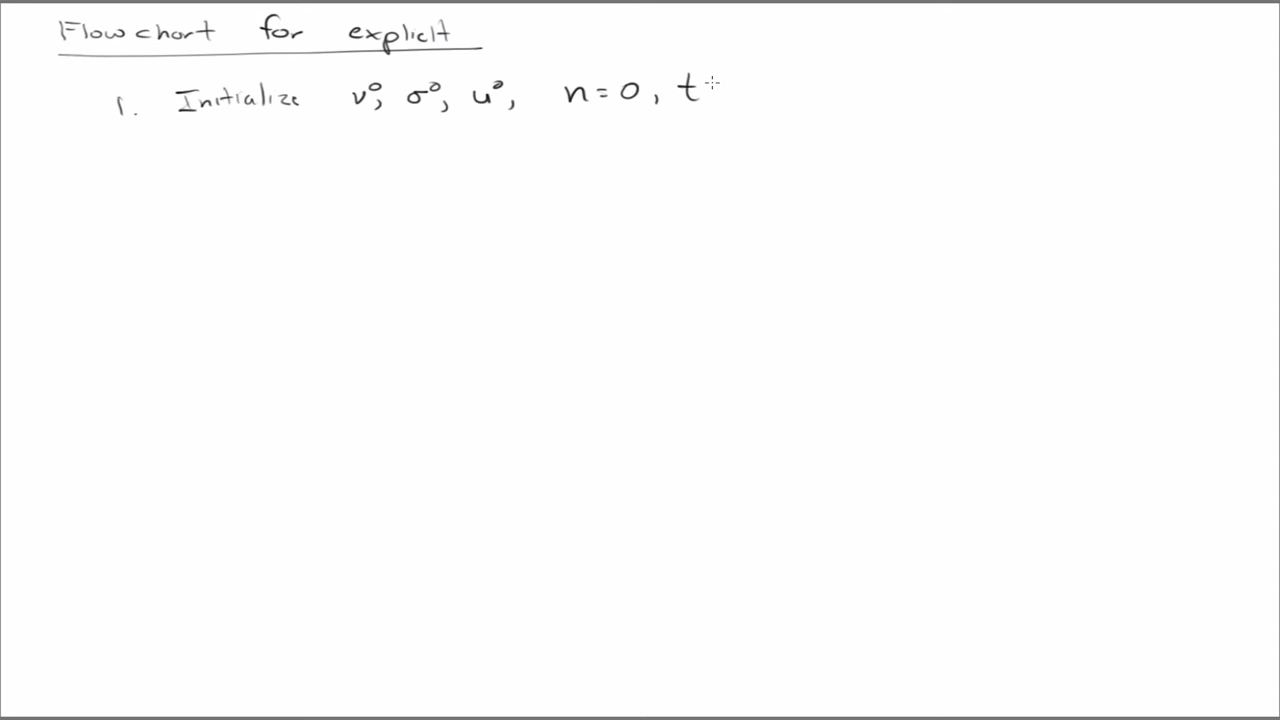 Flowchart for explicit
1. Initialize v⁰, σ⁰, u⁰, n=0, t